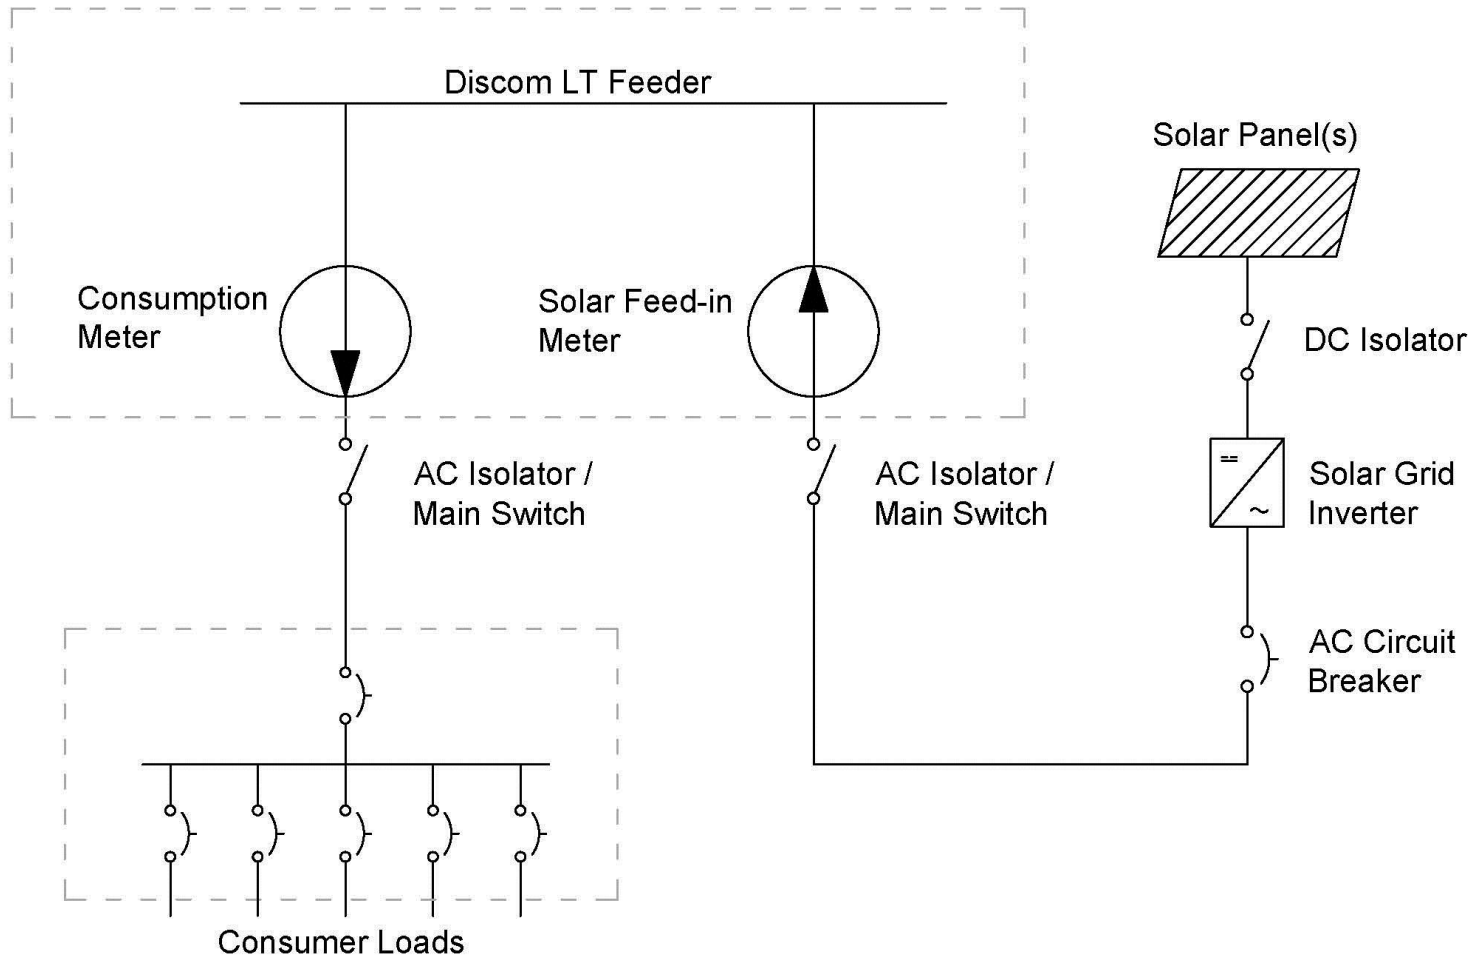 Discom LT Feeder
Solar Panel(s)
Consumption
Meter
Solar Feed-in
Meter
DC Isolator
AC Isolator /
Main Switch
AC Isolator /
Main Switch
Solar Grid
Inverter
AC Circuit
Breaker
Consumer Loads